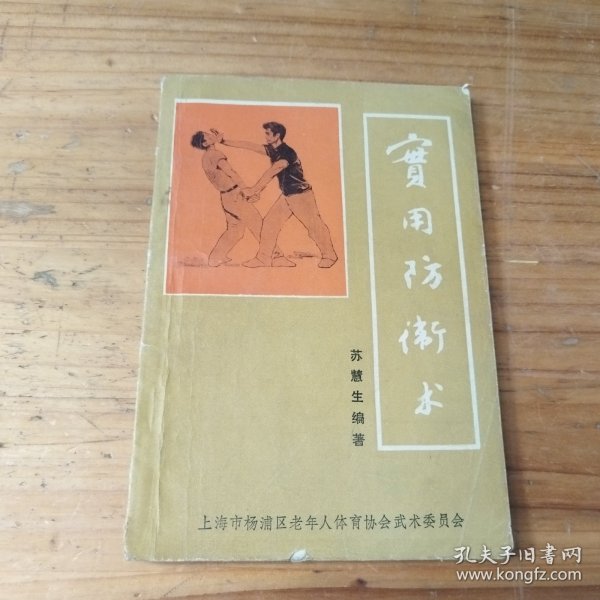 實用防衛术
苏慧生编著
上海市杨浦区老年人体育协会武术委员会
孔夫子旧书网
www.kongfz.com